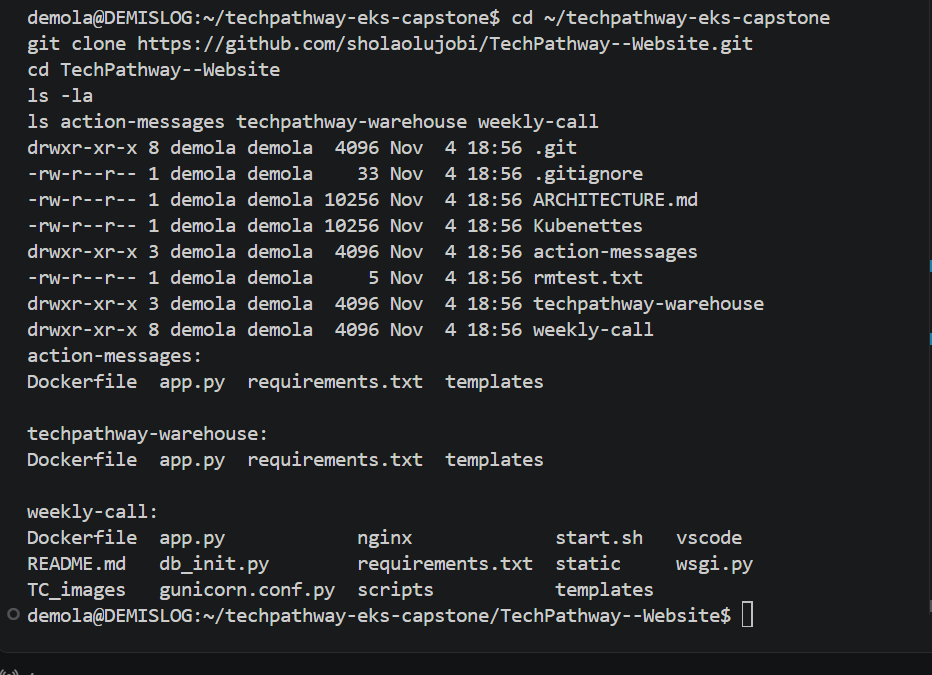 demola@DEMISLOG:~/techpathway-eks-capstone$ cd ~/techpathway-eks-capstone
git clone https://github.com/sholaolujobi/TechPathway--Website.git
cd TechPathway--Website
ls -la
ls action-messages techpathway-warehouse weekly-call
drwxr-xr-x 8 demola demola  4096 Nov  4 18:56 .git
-rw-r--r-- 1 demola demola    33 Nov  4 18:56 .gitignore
-rw-r--r-- 1 demola demola 10256 Nov  4 18:56 ARCHITECTURE.md
-rw-r--r-- 1 demola demola 10256 Nov  4 18:56 Kubenettes
drwxr-xr-x 3 demola demola  4096 Nov  4 18:56 action-messages
-rw-r--r-- 1 demola demola     5 Nov  4 18:56 rmtest.txt
drwxr-xr-x 3 demola demola  4096 Nov  4 18:56 techpathway-warehouse
drwxr-xr-x 8 demola demola  4096 Nov  4 18:56 weekly-call
action-messages:
Dockerfile  app.py  requirements.txt  templates

techpathway-warehouse:
Dockerfile  app.py  requirements.txt  templates

weekly-call:
Dockerfile  app.py            nginx             start.sh   vscode
README.md   db_init.py        requirements.txt  static     wsgi.py
TC_images   gunicorn.conf.py  scripts           templates
demola@DEMISLOG:~/techpathway-eks-capstone/TechPathway--Website$